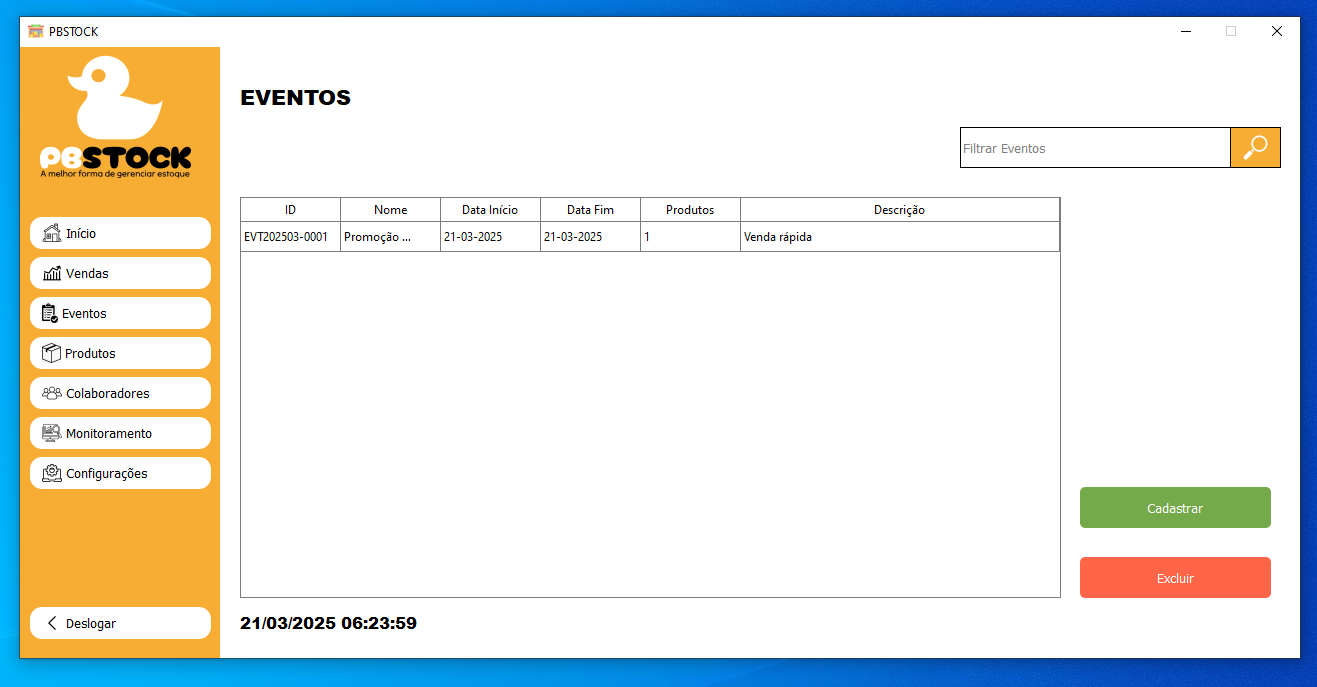 PBSTOCK
PBSTOCK
A melhor forma de gerenciar estoque
Início
Vendas
Eventos
Produtos
Colaboradores
Monitoramento
Configurações
Deslogar
EVENTOS
Filtrar Eventos
ID Nome Data Início Data Fim Produtos Descrição
EVT202503-0001 Promoção ... 21-03-2025 21-03-2025 1 Venda rápida
Cadastrar
Excluir
21/03/2025 06:23:59